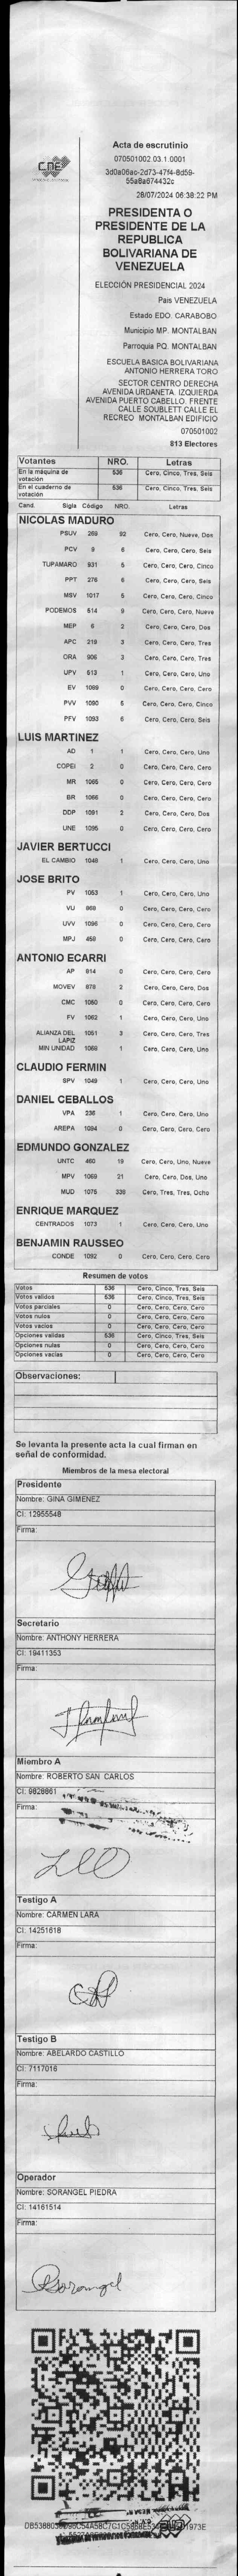 CNE
Acta de escrutinio
070501002.03.1.0001
3d0a06ac-2d73-47f4-8d59-
55a8a674432c
28/07/2024 06:38:22 PM
PRESIDENTA O
PRESIDENTE DE LA
REPUBLICA
BOLIVARIANA DE
VENEZUELA
ELECCIÓN PRESIDENCIAL 2024
Pais VENEZUELA
Estado EDO. CARABOBO
Municipio MP. MONTALBAN
Parroquia PQ. MONTALBAN
ESCUELA BASICA BOLIVARIANA
ANTONIO HERRERA TORO
SECTOR CENTRO DERECHA
AVENIDA URDANETA. IZQUIERDA
AVENIDA PUERTO CABELLO. FRENTE
CALLE SOUBLETT CALLE EL
RECREO MONTALBAN EDIFICIO
070501002
813 Electores
Votantes NRO. Letras
En la máquina de votación 536 Cero, Cinco, Tres, Seis
En el cuaderno de votación 536 Cero, Cinco, Tres, Seis
Cand. Sigla Código NRO. Letras
NICOLAS MADURO
PSUV 269 92 Cero, Cero, Nueve, Dos
PCV 9 6 Cero, Cero, Cero, Seis
TUPAMARO 931 5 Cero, Cero, Cero, Cinco
PPT 276 6 Cero, Cero, Cero, Seis
MSV 1017 5 Cero, Cero, Cero, Cinco
PODEMOS 514 9 Cero, Cero, Cero, Nueve
MEP 6 2 Cero, Cero, Cero, Dos
APC 219 3 Cero, Cero, Cero, Tres
ORA 906 3 Cero, Cero, Cero, Tres
UPV 513 1 Cero, Cero, Cero, Uno
EV 1089 0 Cero, Cero, Cero, Cero
PVV 1090 5 Cero, Cero, Cero, Cinco
PFV 1093 6 Cero, Cero, Cero, Seis
LUIS MARTINEZ
AD 1 1 Cero, Cero, Cero, Uno
COPEI 2 0 Cero, Cero, Cero, Cero
MR 1085 0 Cero, Cero, Cero, Cero
BR 1066 0 Cero, Cero, Cero, Cero
DDP 1091 2 Cero, Cero, Cero, Dos
UNE 1095 0 Cero, Cero, Cero, Cero
JAVIER BERTUCCI
EL CAMBIO 1048 1 Cero, Cero, Cero, Uno
JOSE BRITO
PV 1053 1 Cero, Cero, Cero, Uno
VU 969 0 Cero, Cero, Cero, Cero
UVV 1096 0 Cero, Cero, Cero, Cero
MPJ 458 0 Cero, Cero, Cero, Cero
ANTONIO ECARRI
AP 914 0 Cero, Cero, Cero, Cero
MOVEV 878 2 Cero, Cero, Cero, Dos
CMC 1050 0 Cero, Cero, Cero, Cero
FV 1062 1 Cero, Cero, Cero, Uno
ALIANZA DEL LAPIZ 1051 3 Cero, Cero, Cero, Tres
MIN UNIDAD 1068 1 Cero, Cero, Cero, Uno
CLAUDIO FERMIN
SPV 1049 1 Cero, Cero, Cero, Uno
DANIEL CEBALLOS
VPA 236 1 Cero, Cero, Cero, Uno
AREPA 1094 0 Cero, Cero, Cero, Cero
EDMUNDO GONZALEZ
UNTC 460 19 Cero, Cero, Uno, Nueve
MPV 1069 21 Cero, Cero, Dos, Uno
MUD 1075 338 Cero, Tres, Tres, Ocho
ENRIQUE MARQUEZ
CENTRADOS 1073 1 Cero, Cero, Cero, Uno
BENJAMIN RAUSSEO
CONDE 1092 0 Cero, Cero, Cero, Cero
Resumen de votos
Votos 536 Cero, Cinco, Tres, Seis
Votos validos 536 Cero, Cinco, Tres, Seis
Votos parciales 0 Cero, Cero, Cero, Cero
Votos nulos 0 Cero, Cero, Cero, Cero
Votos vacios 0 Cero, Cero, Cero, Cero
Opciones validas 536 Cero, Cinco, Tres, Seis
Opciones nulas 0 Cero, Cero, Cero, Cero
Opciones vacias 0 Cero, Cero, Cero, Cero
Observaciones:
Se levanta la presente acta la cual firman en
señal de conformidad.
Miembros de la mesa electoral
Presidente
Nombre: GINA GIMENEZ
CI: 12955548
Firma:
Secretario
Nombre: ANTHONY HERRERA
CI: 19411353
Firma:
Miembro A
Nombre: ROBERTO SAN CARLOS
CI: 9828861
Firma:
Testigo A
Nombre: CARMEN LARA
CI: 14251618
Firma:
Testigo B
Nombre: ABELARDO CASTILLO
CI: 7117016
Firma:
Operador
Nombre: SORANGEL PIEDRA
CI: 14161514
Firma:
Sorangel